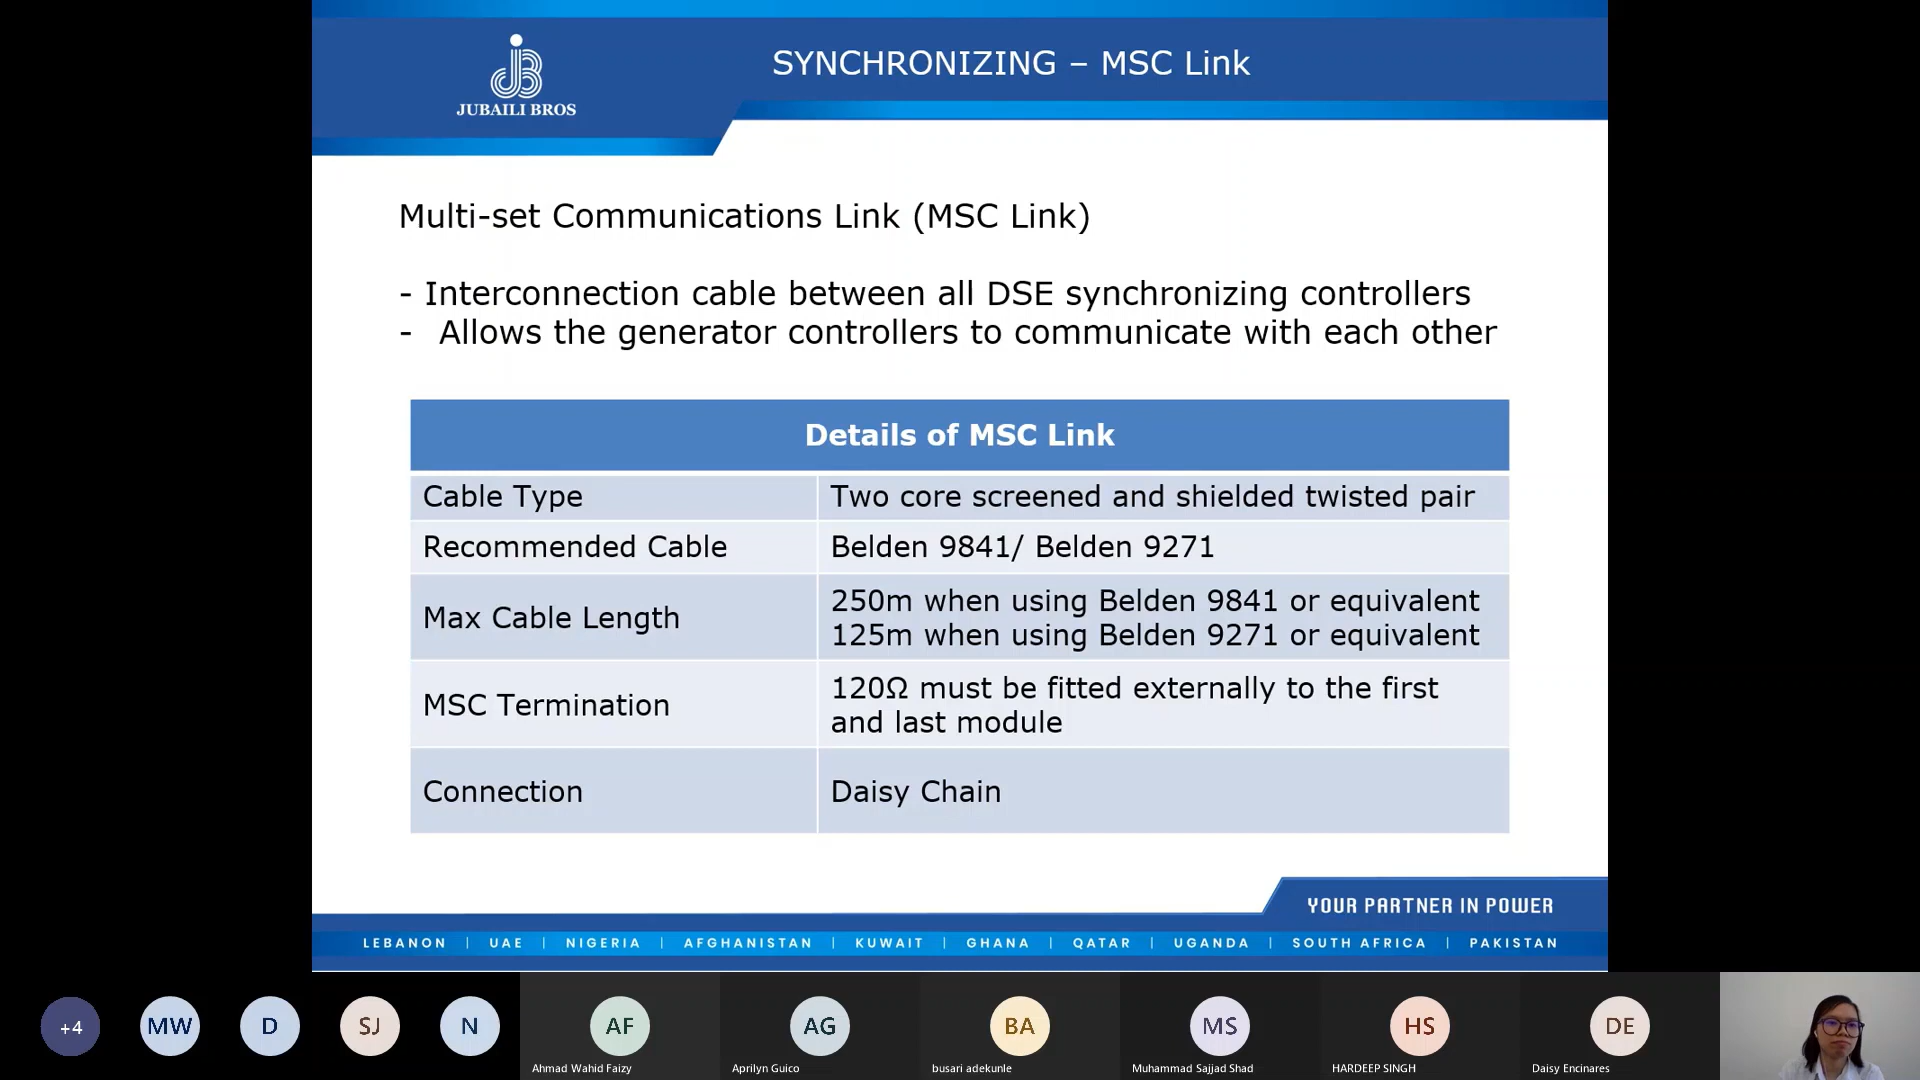 JUBAILI BROS
SYNCHRONIZING – MSC Link
Multi-set Communications Link (MSC Link)
- Interconnection cable between all DSE synchronizing controllers
- Allows the generator controllers to communicate with each other
Details of MSC Link
Cable Type
Two core screened and shielded twisted pair
Recommended Cable
Belden 9841/ Belden 9271
Max Cable Length
250m when using Belden 9841 or equivalent
125m when using Belden 9271 or equivalent
MSC Termination
120Ω must be fitted externally to the first
and last module
Connection
Daisy Chain
YOUR PARTNER IN POWER
LEBANON | UAE | NIGERIA | AFGHANISTAN | KUWAIT | GHANA | QATAR | UGANDA | SOUTH AFRICA | PAKISTAN
+4 MW D SJ N AF AG BA MS HS DE
Ahmad Wahid Faizy Aprilyn Guico busari adekunle Muhammad Sajjad Shad HARDEEP SINGH Daisy Encinares